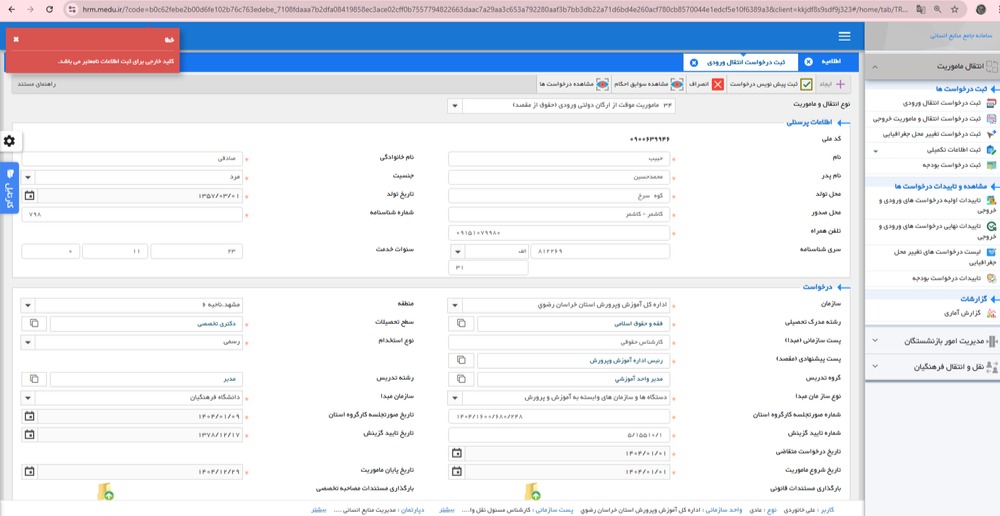 hrm.medu.ir/?code=b0c62febe2b00d6fe102b76c763edebe_7108fdaaa7b2dfa08419858ec3ace02cff0b7557794822663daac7a29aa3c653a792280aaf3b7bb3db22a71d6bd4e260acf780cb8570044e1edcf5e10f6389a3&client=kkjdf8s9sdf9j323#/home/tab/TR...
سامانه جامع منابع انسانی
خطا
کلید خارجی برای ثبت اطلاعات نامعتبر می باشد.
اطلاعیه
ثبت درخواست انتقال ورودی
ایجاد
ثبت پیش نویس درخواست
انصراف
مشاهده سوابق احکام
مشاهده درخواست ها
راهنمای مستند
نوع انتقال و ماموریت
۳۴ ماموریت موقت از ارگان دولتی ورودی (حقوق از مقصد)
اطلاعات پرسنلی
کد ملی
۰۹۰۰۶۳۹۹۴۶
نام
حبیب
نام خانوادگی
صادقی
نام پدر
محمدحسین
جنسیت
مرد
محل تولد
کوه سرخ
تاریخ تولد
۱۳۵۷/۰۳/۰۱
محل صدور
کاشمر - کاشمر
شماره شناسنامه
۷۹۸
تلفن همراه
۰۹۱۵۱۰۷۹۹۸۰
سری شناسنامه
۸۱۲۲۶۹
الف
۳۱
سنوات خدمت
۲۳
۱۱
۰
درخواست
سازمان
اداره کل آموزش وپرورش استان خراسان رضوی
منطقه
مشهد.ناحیه ۶
رشته مدرک تحصیلی
فقه و حقوق اسلامی
سطح تحصیلات
دکتری تخصصی
پست سازمانی (مبدا)
کارشناس حقوقی
نوع استخدام
رسمی
پست پیشنهادی (مقصد)
رئیس اداره آموزش وپرورش
گروه تدریس
مدیر واحد آموزشي
رشته تدریس
مدیر
نوع ساز مان مبدا
دستگاه ها و سازمان های وابسته به آموزش و پرورش
سازمان مبدا
دانشگاه فرهنگیان
شماره صورتجلسه کارگروه استان
۱۴۰۴/۱۶۰۰/۶۸۰/۲۴۸
تاریخ صورتجلسه کارگروه استان
۱۴۰۴/۰۱/۰۹
شماره تایید گزینش
۵/۱۵۵۱۰/۱
تاریخ تایید گزینش
۱۳۷۸/۱۲/۱۷
تاریخ درخواست متقاضی
۱۴۰۴/۰۱/۰۱
تاریخ شروع ماموریت
۱۴۰۴/۰۱/۰۱
تاریخ پایان ماموریت
۱۴۰۴/۱۲/۲۹
بارگذاری مستندات قانونی
بارگذاری مستندات مصاحبه تخصصی
انتقال ماموریت
ثبت درخواست ها
ثبت درخواست انتقال ورودی
ثبت درخواست انتقال و ماموریت خروجی
ثبت درخواست تغییر محل جغرافیایی
ثبت اطلاعات تکمیلی
ثبت درخواست بودجه
مشاهده و تاییدات درخواست ها
تاییدات اولیه درخواست های ورودی و
خروجی
تاییدات نهایی درخواست های ورودی و
خروجی
لیست درخواست های تغییر محل
جغرافیایی
تاییدات درخواست بودجه
گزارشات
گزارش آماری
مدیریت امور بازنشستگان
نقل و انتقال فرهنگیان
کارتابل
کاربر : علی خانوردی نوع : عادی واحد سازمانی : اداره کل آموزش وپرورش استان خراسان رضوی پست سازمانی : کارشناس مسئول نقل وا.... بیشتر دپارتمان : مدیریت منابع انسانی .... بیشتر